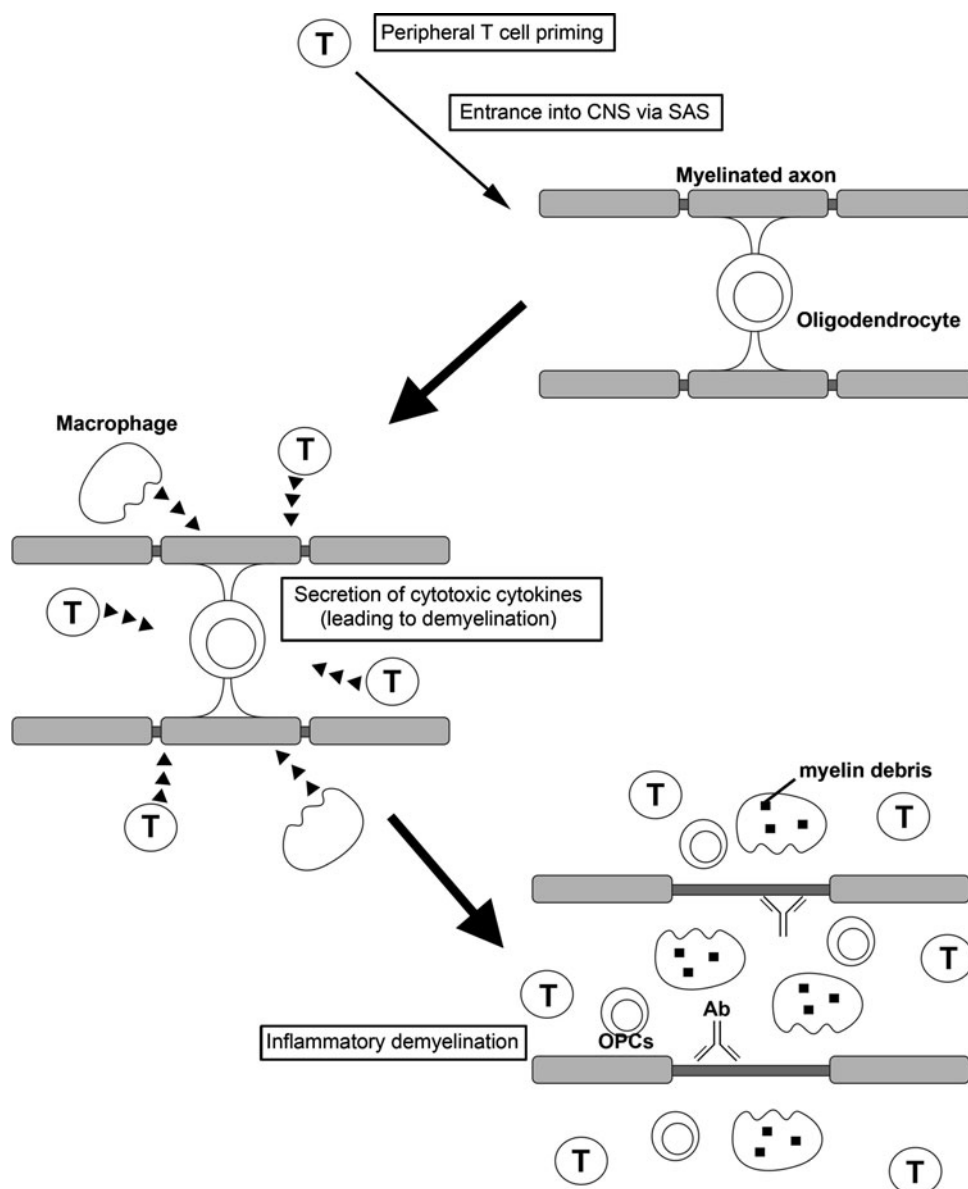 T
Peripheral T cell priming
Entrance into CNS via SAS
Myelinated axon
Oligodendrocyte
Macrophage
T
T
Secretion of cytotoxic cytokines
(leading to demyelination)
T
T
myelin debris
T
T
T
T
Ab
OPCs
Inflammatory demyelination
T
T